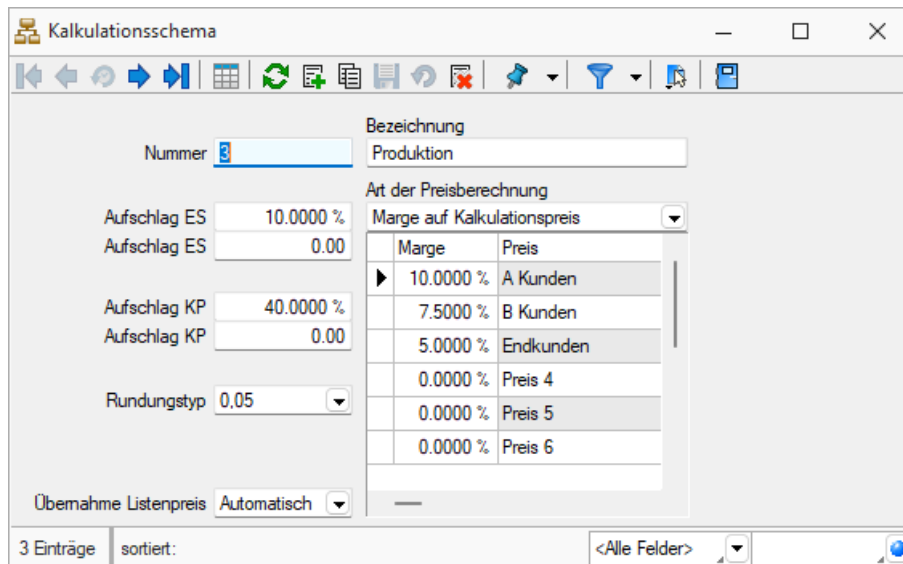 Kalkulationsschema
Bezeichnung
Nummer 3 Produktion
Art der Preisberechnung
Aufschlag ES 10.0000 % Marge auf Kalkulationspreis
Aufschlag ES 0.00 Marge Preis
10.0000 % A Kunden
Aufschlag KP 40.0000 % 7.5000 % B Kunden
Aufschlag KP 0.00 5.0000 % Endkunden
0.0000 % Preis 4
Rundungstyp 0,05 0.0000 % Preis 5
0.0000 % Preis 6
Übernahme Listenpreis Automatisch
3 Einträge sortiert: <Alle Felder>